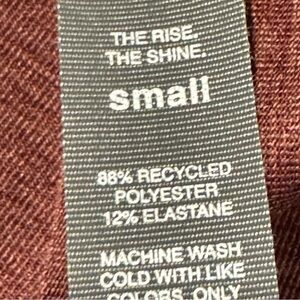 THE RISE.
THE SHINE.
small
88% RECYCLED
POLYESTER
12% ELASTANE
MACHINE WASH
COLD WITH LIKE
COLORS. ONLY